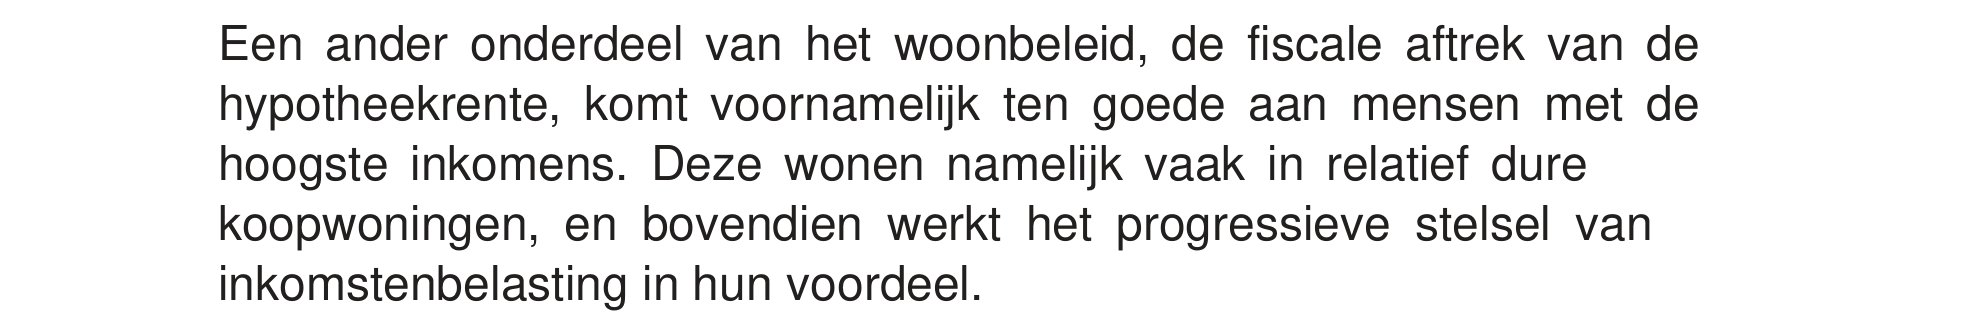 Een ander onderdeel van het woonbeleid, de fiscale aftrek van de
hypotheekrente, komt voornamelijk ten goede aan mensen met de
hoogste inkomens. Deze wonen namelijk vaak in relatief dure
koopwoningen, en bovendien werkt het progressieve stelsel van
inkomstenbelasting in hun voordeel.